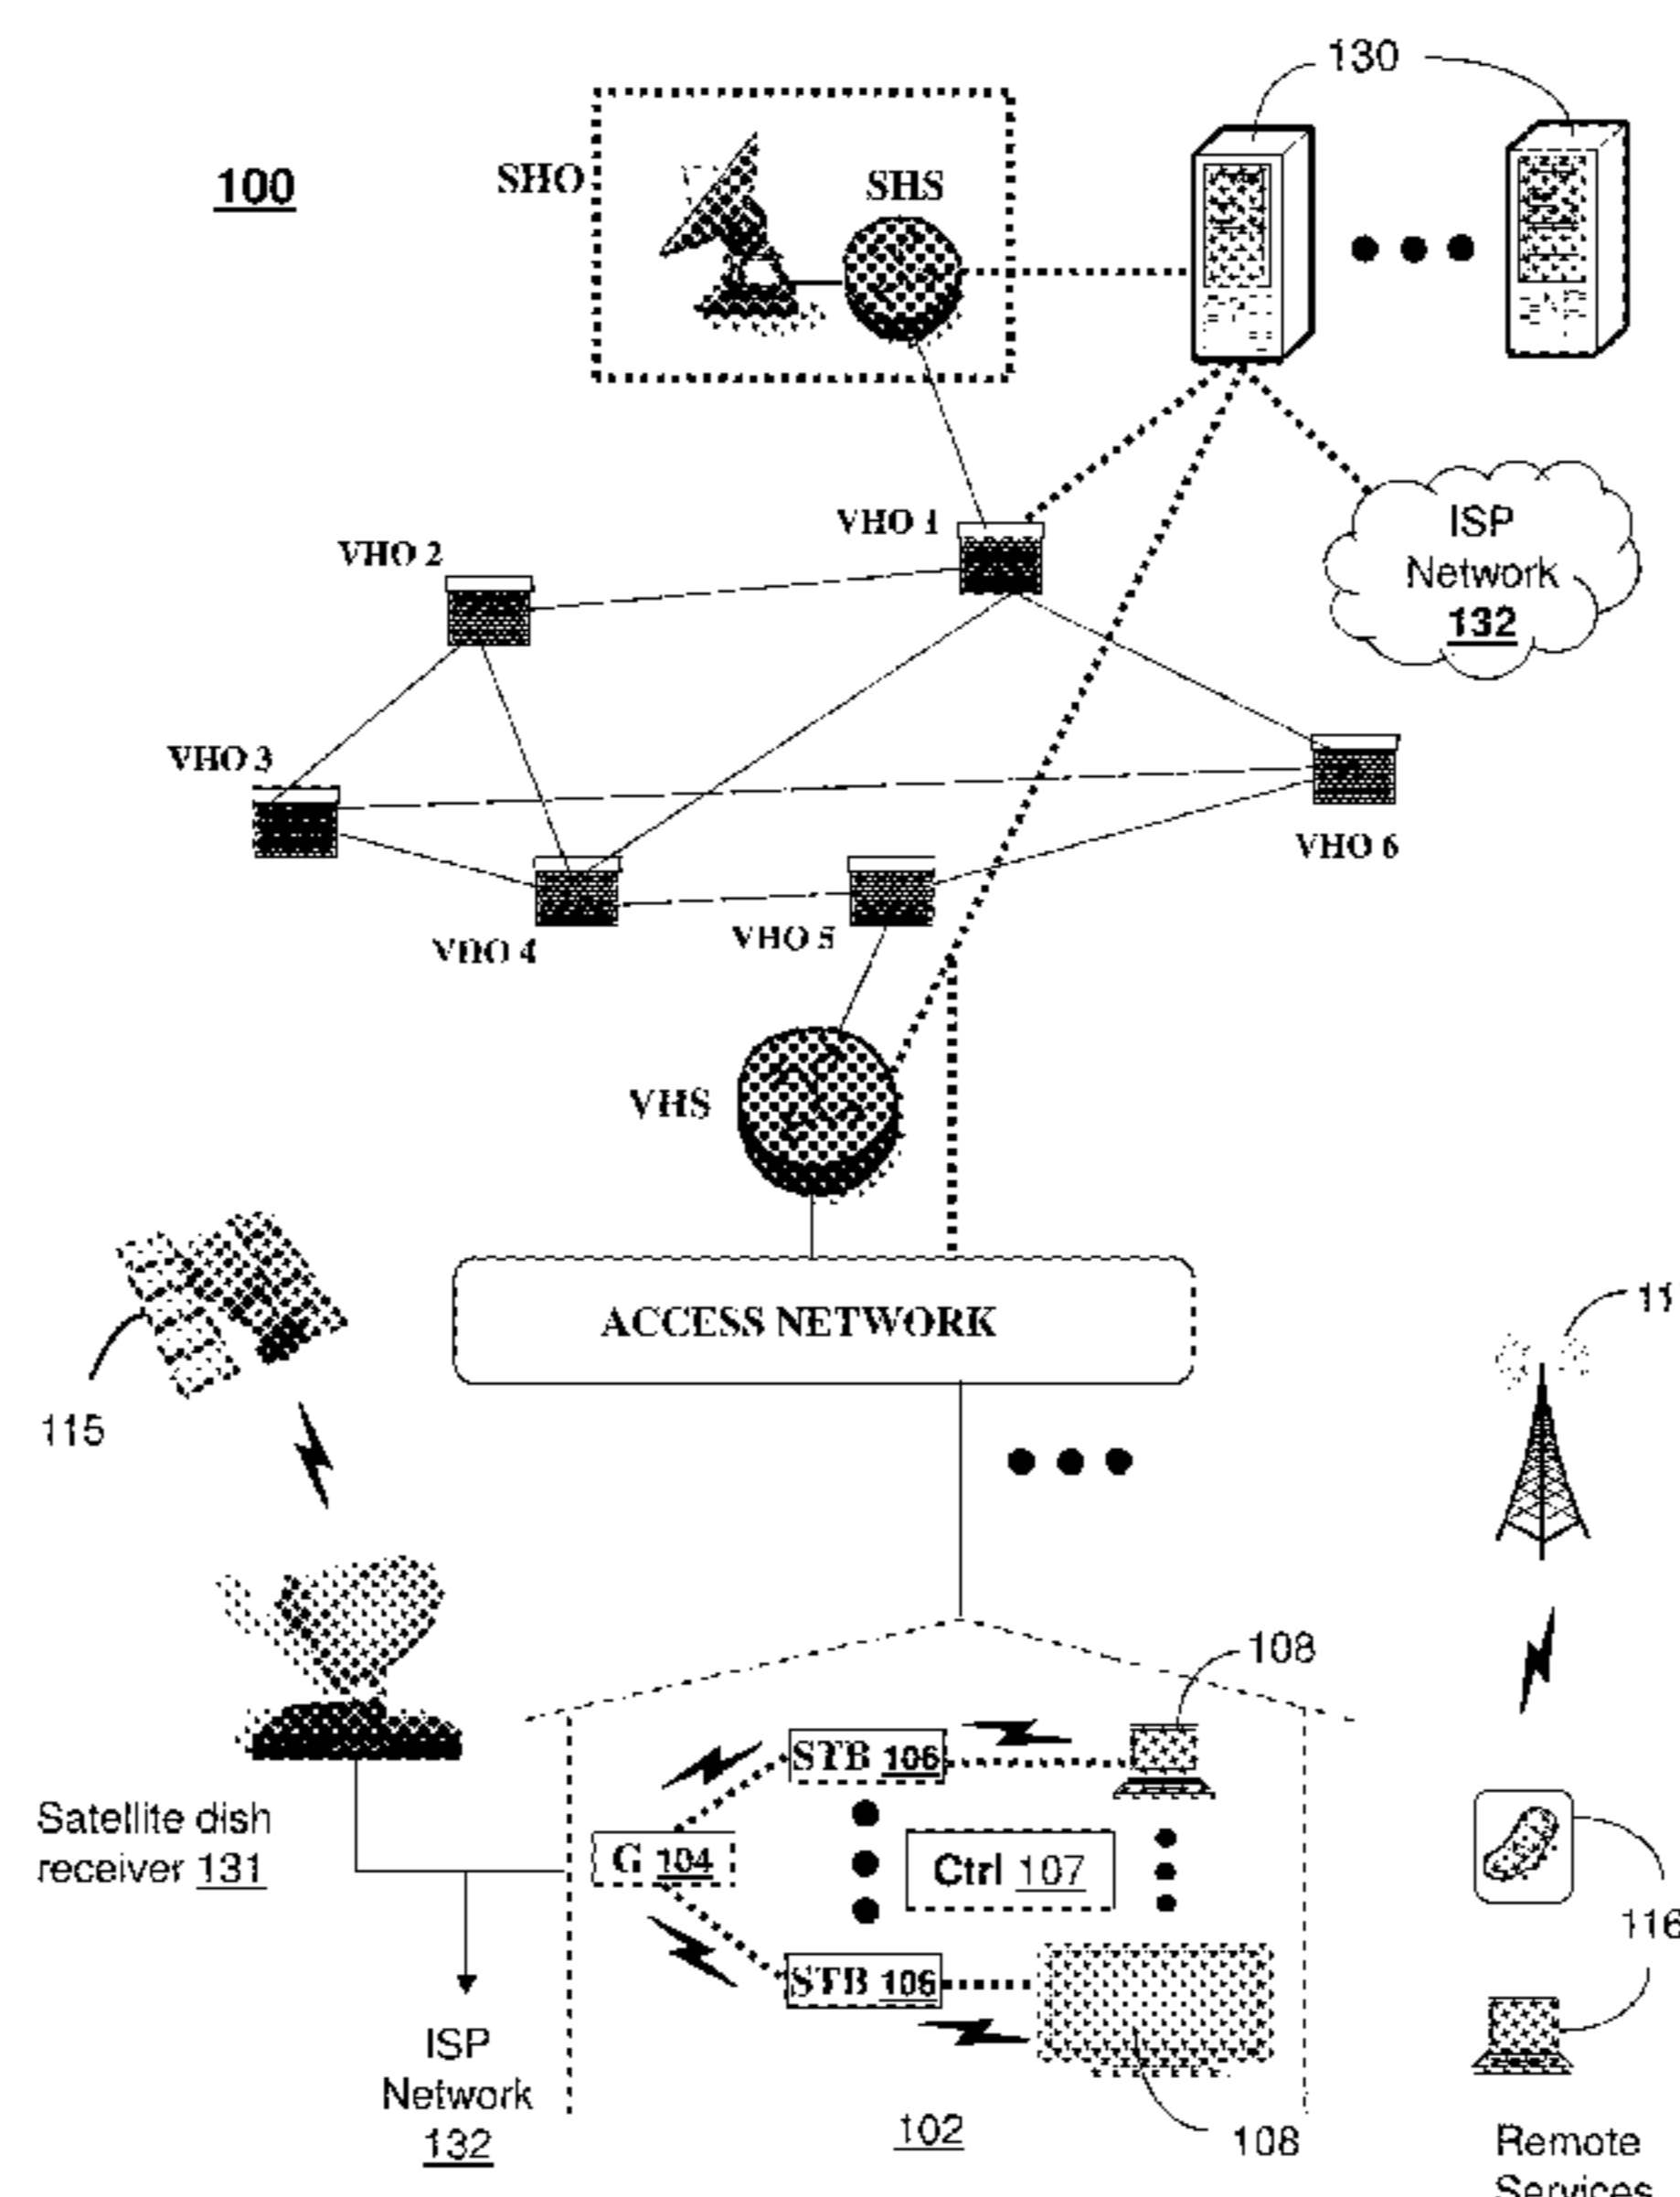 130
100
SHO
SHS
VHO 1
ISP
Network
132
VHO 2
VHO 3
VHO 6
VHO 4
VHO 5
VHS
ACCESS NETWORK
11
115
108
STB 106
Satellite dish
receiver 131
G 104
Ctrl 107
116
STB 106
ISP
Network
132
102
108
Remote
Services